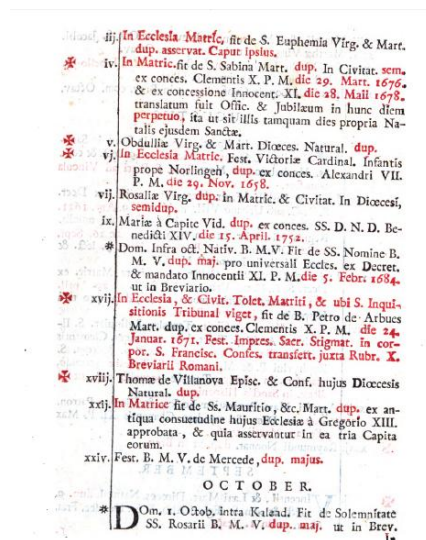 iij. In Ecclesia Matric, fit de S. Euphemia Virg. & Mart.
dup. asservat. Caput ipsius.
✠ iv. In Matric. fit de S. Sabina Mart. dup. In Civitat. sem.
ex conces. Clementis X. P. M. die 29. Mart. 1676.
& ex concessione Innocent. XI. die 28. Maii 1678.
translatum fuit Offic. & Jubilæum in hunc diem
perpetuo, ita ut sit illis tamquam dies propria Na-
talis ejusdem Sanctæ.
✠ v. Obdulliæ Virg. & Mart. Diœces. Natural. dup.
✠ vj. In Ecclesia Matric. Fest. Victoriæ Cardinal. Infantis
prope Norlingen, dup. ex conces. Alexandri VII.
P. M. die 29. Nov. 1658.
vij. Rosaliæ Virg. dup. in Matric. & Civitat. In Diœcesi,
semidup.
ix. Mariæ à Capite Vid. dup. ex conces. SS. D. N. D. Be-
nedicti XIV. die 15. April. 1752.
* Dom. Infra oct. Nativ. B. M. V. Fit de SS. Nomine B.
M. V. dup. maj. pro universali Eccles. ex Decret.
& mandato Innocentii XI. P. M. die 5. Febr. 1684.
ut in Breviario.
✠ xvij. In Ecclesia, & Civit. Tolet. Matriti, & ubi S. Inqui-
sitionis Tribunal viget, fit de B. Petro de Arbues
Mart. dup. ex conces. Clementis X. P. M. die 24.
Januar. 1671. Fest. Impres. Sacr. Stigmat. in cor-
por. S. Francisc. Confes. transfert. juxta Rubr. X.
Breviarii Romani.
✠ xviij. Thomæ de Villanova Episc. & Conf. hujus Diœcesis
Natural. dup.
xxij. In Matrice fit de Ss. Mauritio, &c. Mart. dup. ex an-
tiqua consuetudine hujus Ecclesiæ à Gregorio XIII.
approbata, & quia asservantur in ea tria Capita
eorum.
xxiv. Fest. B. M. V. de Mercede, dup. majus.
OCTOBER.
* Dom. 1. Octob. intra Kalend. Fit de Solemnitate
SS. Rosarii B. M. V. dup. maj. ut in Brev.